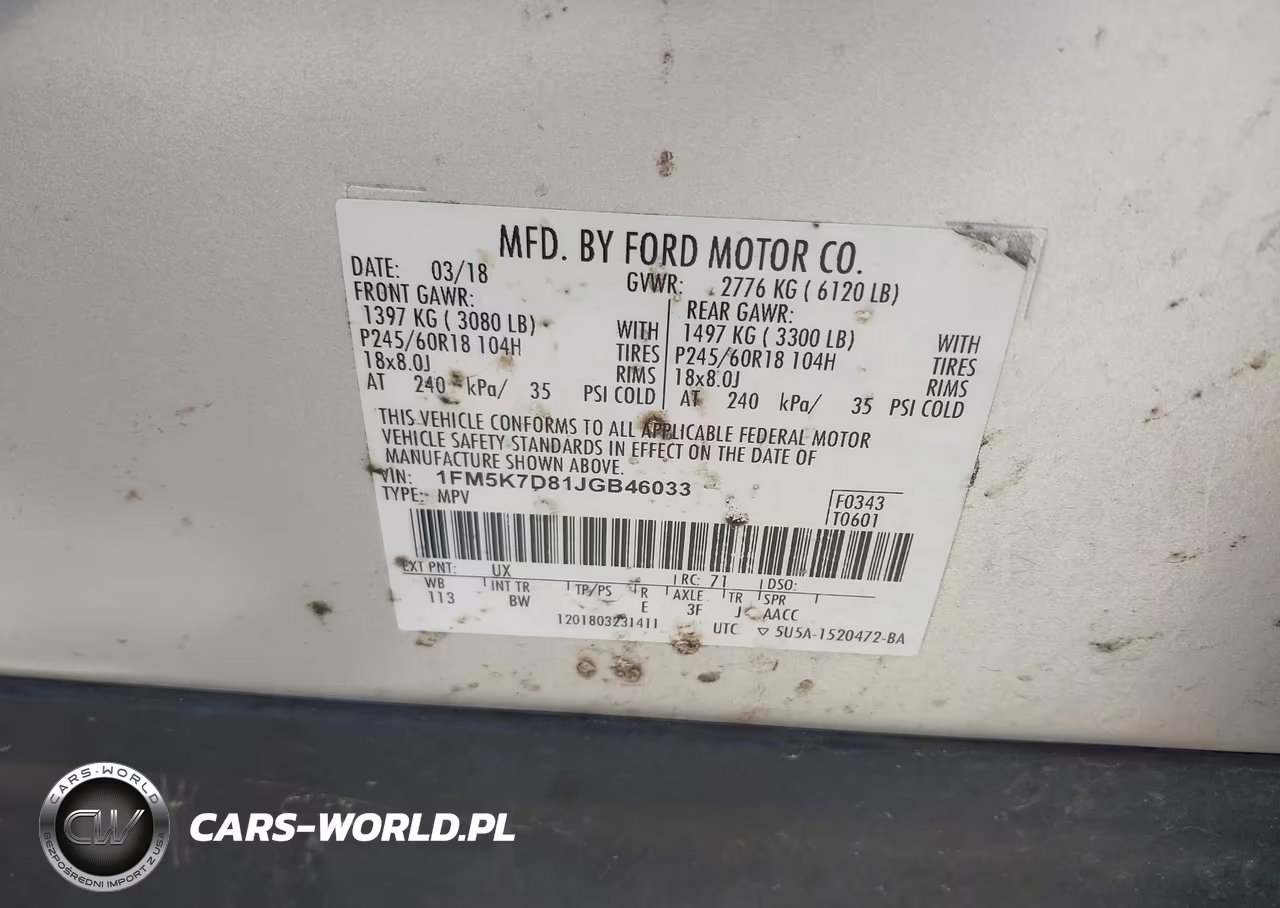 MFD. BY FORD MOTOR CO.
DATE: 03/18 GVWR: 2776 KG ( 6120 LB)
FRONT GAWR: REAR GAWR:
1397 KG ( 3080 LB) WITH 1497 KG ( 3300 LB) WITH
P245/60R18 104H TIRES P245/60R18 104H TIRES
18x8.0J RIMS 18x8.0J RIMS
AT 240 kPa/ 35 PSI COLD AT 240 kPa/ 35 PSI COLD
THIS VEHICLE CONFORMS TO ALL APPLICABLE FEDERAL MOTOR
VEHICLE SAFETY STANDARDS IN EFFECT ON THE DATE OF
MANUFACTURE SHOWN ABOVE.
VIN: 1FM5K7D81JGB46033
TYPE: MPV
F0343
T0601
EXT PNT: UX RC: 71 DSO:
WB INT TR TP/PS R AXLE TR SPR
113 BW E 3F J AACC
1201803231411 UTC ▽ 5U5A-1520472-BA
CARS-WORLD
CW
BEZPOŚREDNI IMPORT Z USA
CARS-WORLD.PL